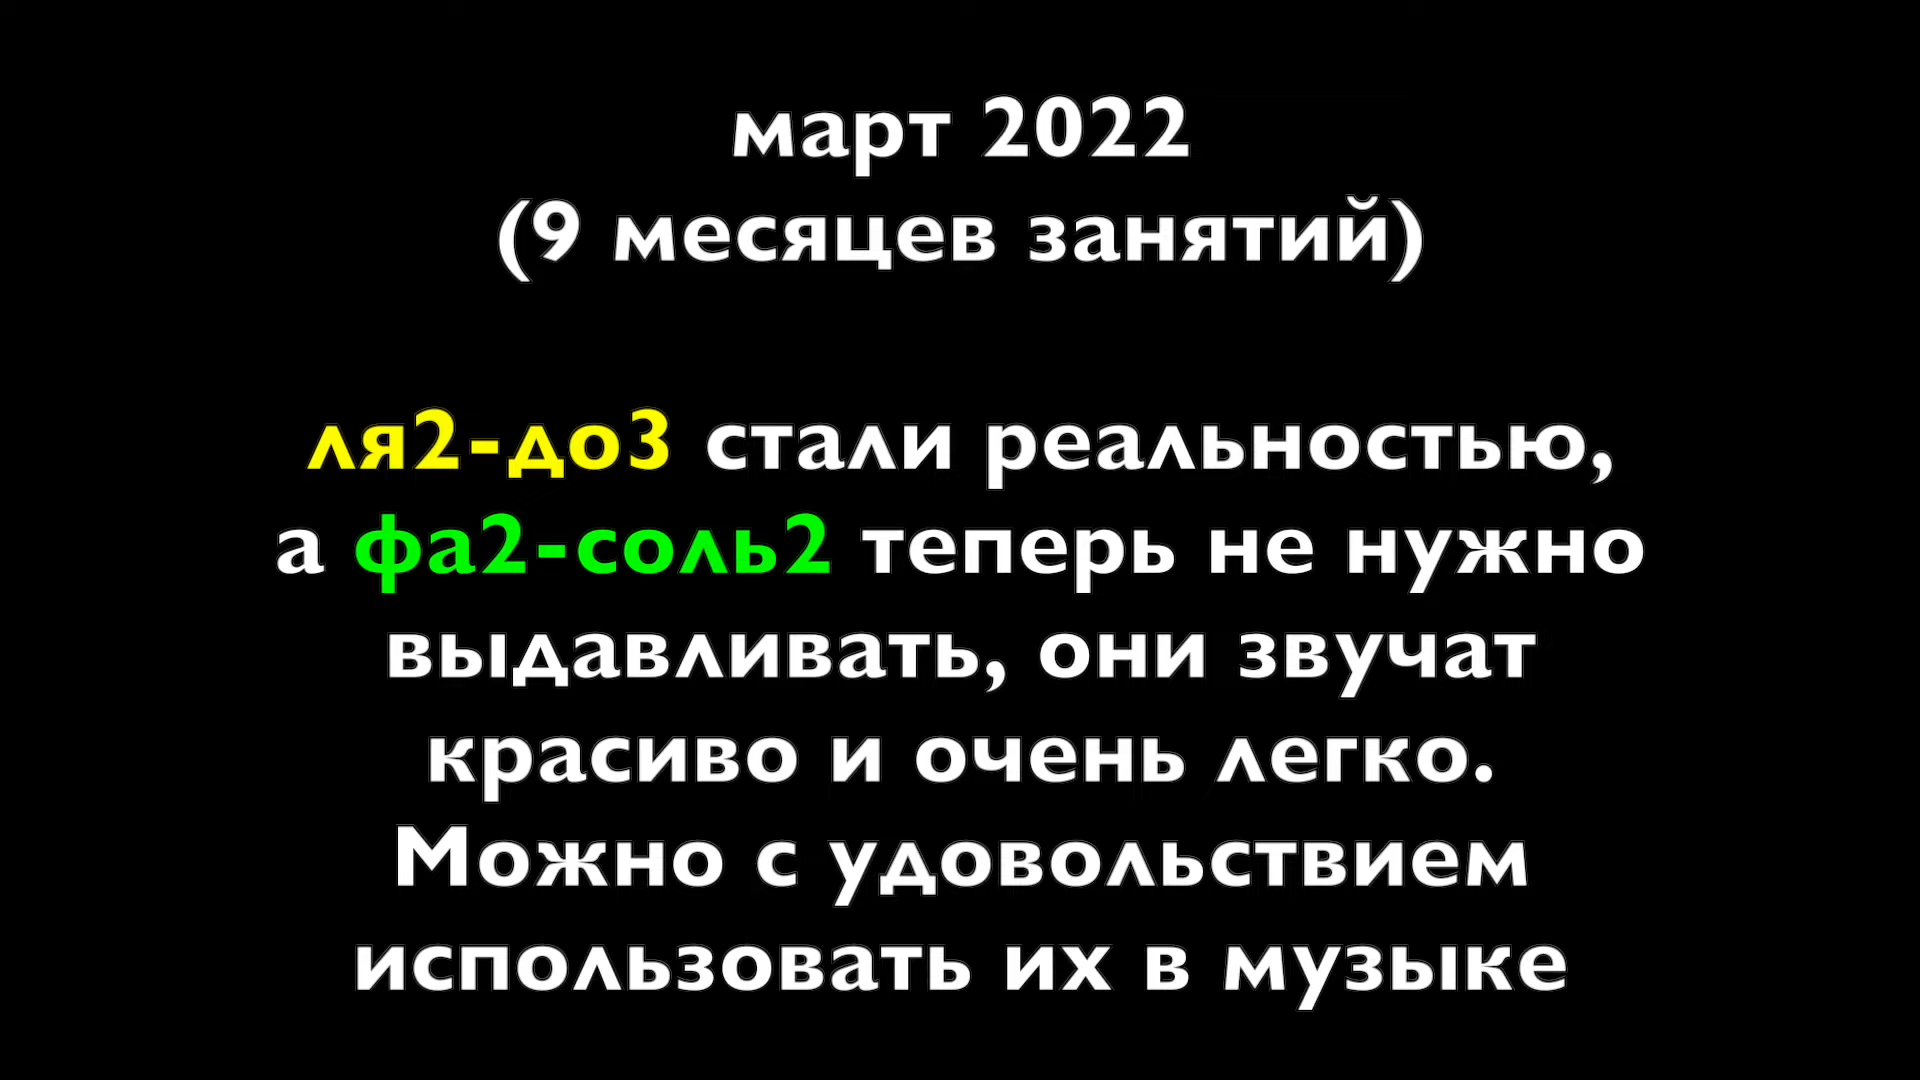 март 2022
(9 месяцев занятий)
ля2-до3 стали реальностью,
а фа2-соль2 теперь не нужно
выдавливать, они звучат
красиво и очень легко.
Можно с удовольствием
использовать их в музыке